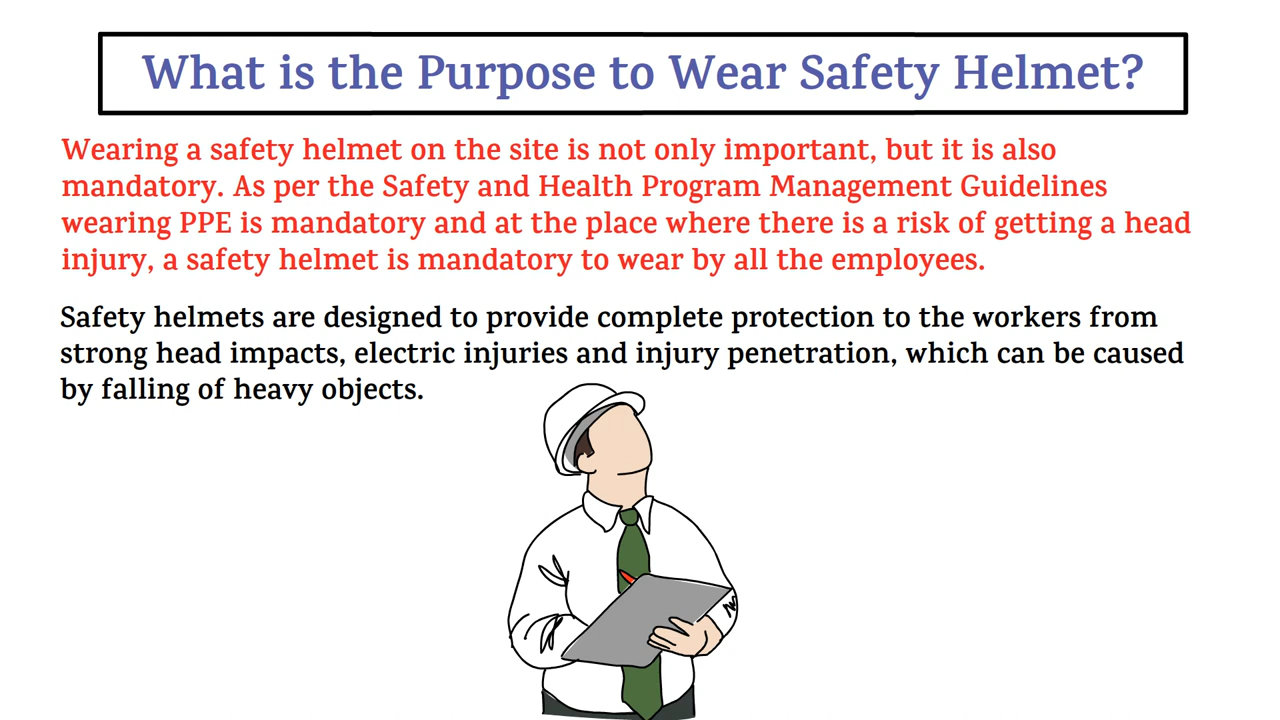 What is the Purpose to Wear Safety Helmet?
Wearing a safety helmet on the site is not only important, but it is also
mandatory. As per the Safety and Health Program Management Guidelines
wearing PPE is mandatory and at the place where there is a risk of getting a head
injury, a safety helmet is mandatory to wear by all the employees.
Safety helmets are designed to provide complete protection to the workers from
strong head impacts, electric injuries and injury penetration, which can be caused
by falling of heavy objects.